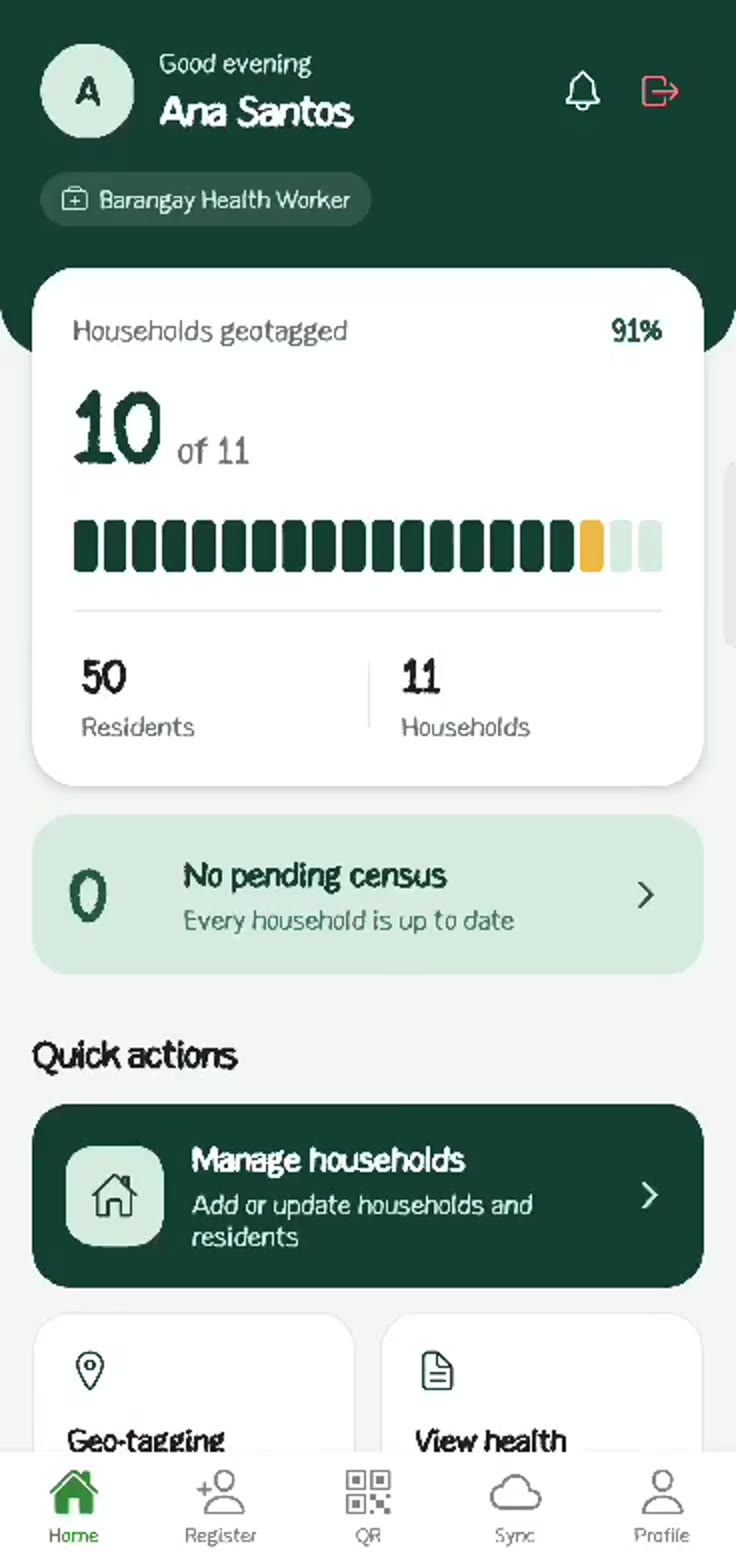 A
Good evening
Ana Santos
Barangay Health Worker
Households geotagged
91%
10 of 11
50
Residents
11
Households
0
No pending census
Every household is up to date
Quick actions
Manage households
Add or update households and
residents
Geo-tagging
View health
Home
Register
QR
Sync
Profile